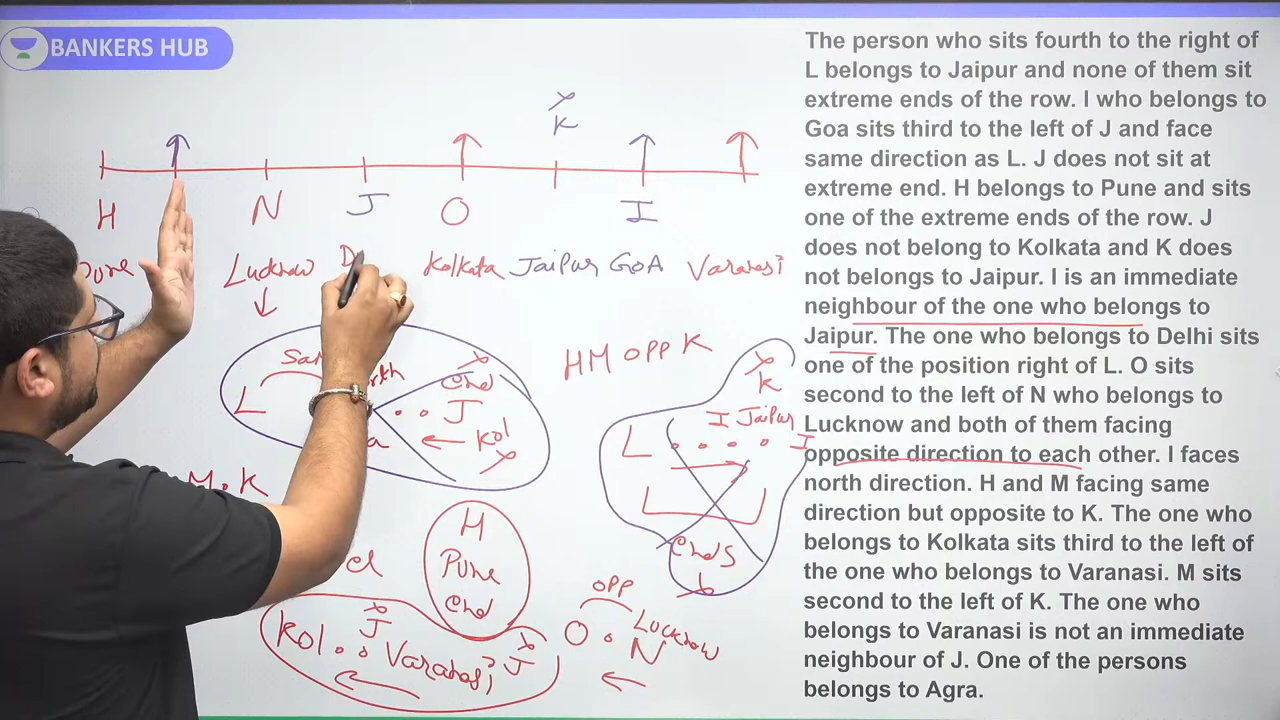 BANKERS HUB
K
H N J O I
Pune Lucknow D Kolkata Jaipur GOA Varanasi
HM OPP K
end
L J
kol
M . K
H
Pune
end
kol . . Varanasi J
J
opp
O . N
Lucknow
K
I Jaipur
L . . . . I
ends
The person who sits fourth to the right of
L belongs to Jaipur and none of them sit
extreme ends of the row. I who belongs to
Goa sits third to the left of J and face
same direction as L. J does not sit at
extreme end. H belongs to Pune and sits
one of the extreme ends of the row. J
does not belong to Kolkata and K does
not belongs to Jaipur. I is an immediate
neighbour of the one who belongs to
Jaipur. The one who belongs to Delhi sits
one of the position right of L. O sits
second to the left of N who belongs to
Lucknow and both of them facing
opposite direction to each other. I faces
north direction. H and M facing same
direction but opposite to K. The one who
belongs to Kolkata sits third to the left of
the one who belongs to Varanasi. M sits
second to the left of K. The one who
belongs to Varanasi is not an immediate
neighbour of J. One of the persons
belongs to Agra.